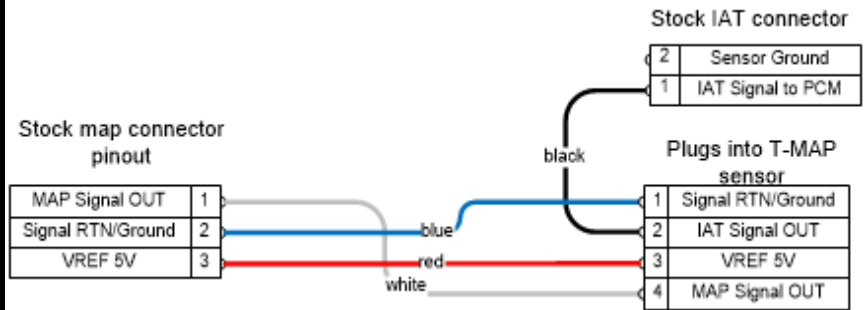 Stock IAT connector
2 Sensor Ground
1 IAT Signal to PCM
Stock map connector
pinout
MAP Signal OUT 1
Signal RTN/Ground 2
VREF 5V 3
black
blue
red
white
Plugs into T-MAP
sensor
1 Signal RTN/Ground
2 IAT Signal OUT
3 VREF 5V
4 MAP Signal OUT